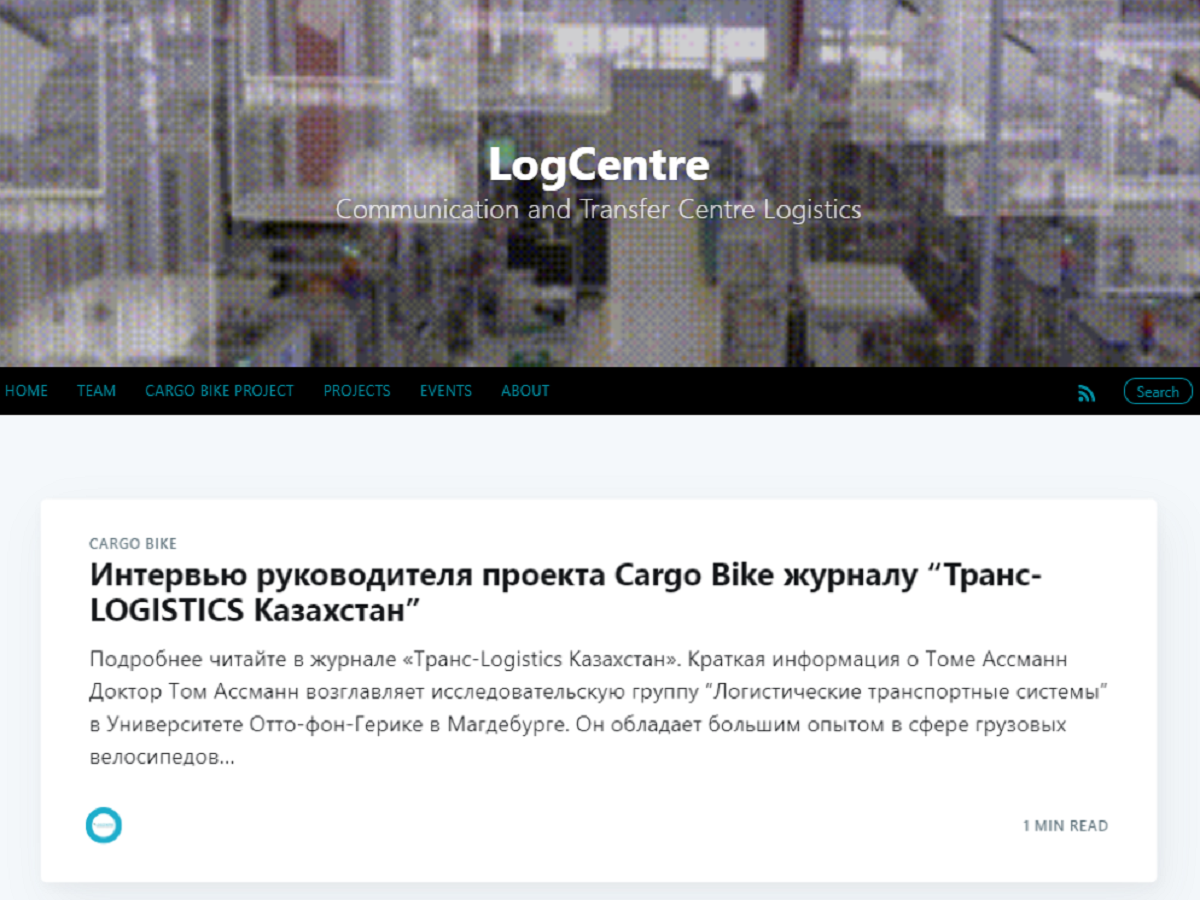 LogCentre
Communication and Transfer Centre Logistics
HOME TEAM CARGO BIKE PROJECT PROJECTS EVENTS ABOUT Search
CARGO BIKE
Интервью руководителя проекта Cargo Bike журналу “Транс-
LOGISTICS Казахстан”
Подробнее читайте в журнале «Транс-Logistics Казахстан». Краткая информация о Томе Ассманн
Доктор Том Ассманн возглавляет исследовательскую группу “Логистические транспортные системы”
в Университете Отто-фон-Герике в Магдебурге. Он обладает большим опытом в сфере грузовых
велосипедов...
1 MIN READ